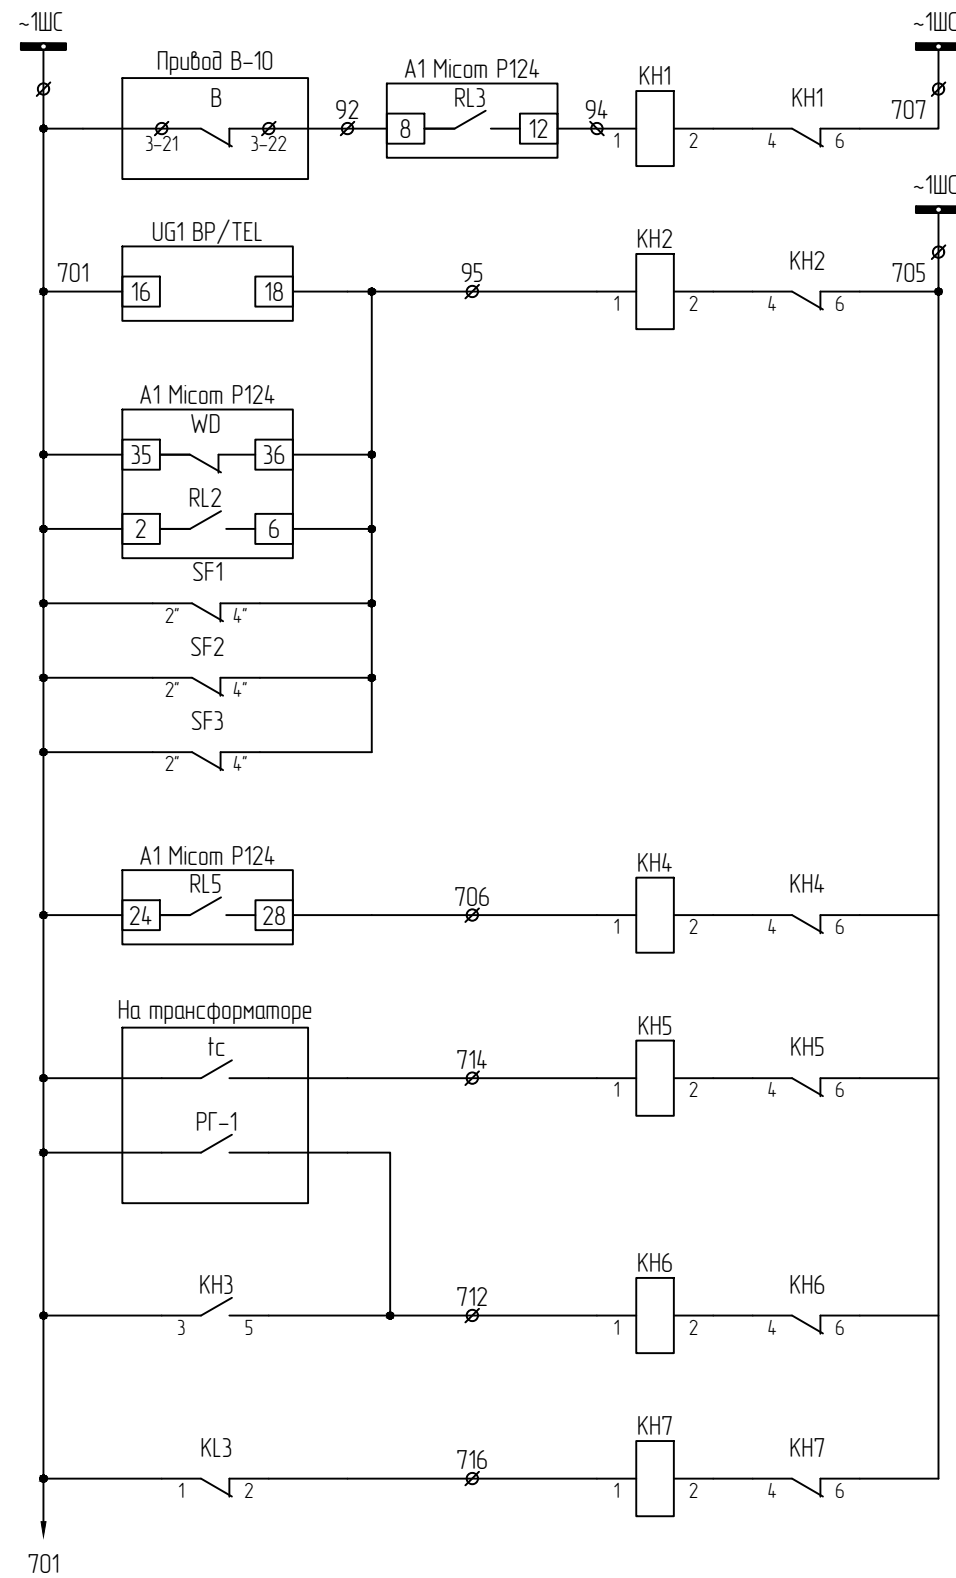 ~1ШС ~1ШС
Привод В-10
А1 Micom P124
КН1
В
92
RL3
94
КН1
707
8
12
3-21
3-22
1
2
4
6
~1ШС
UG1 BP/TEL
КН2
701
95
КН2
705
16
18
1
2
4
6
А1 Micom P124
WD
35
36
RL2
2
6
SF1
2"
4"
SF2
2"
4"
SF3
2"
4"
А1 Micom P124
КН4
RL5
706
КН4
24
28
1
2
4
6
На трансформаторе
КН5
tc
714
КН5
1
2
4
6
РГ-1
КН6
КН3
712
КН6
3
5
1
2
4
6
КН7
KL3
716
КН7
1
2
1
2
4
6
701